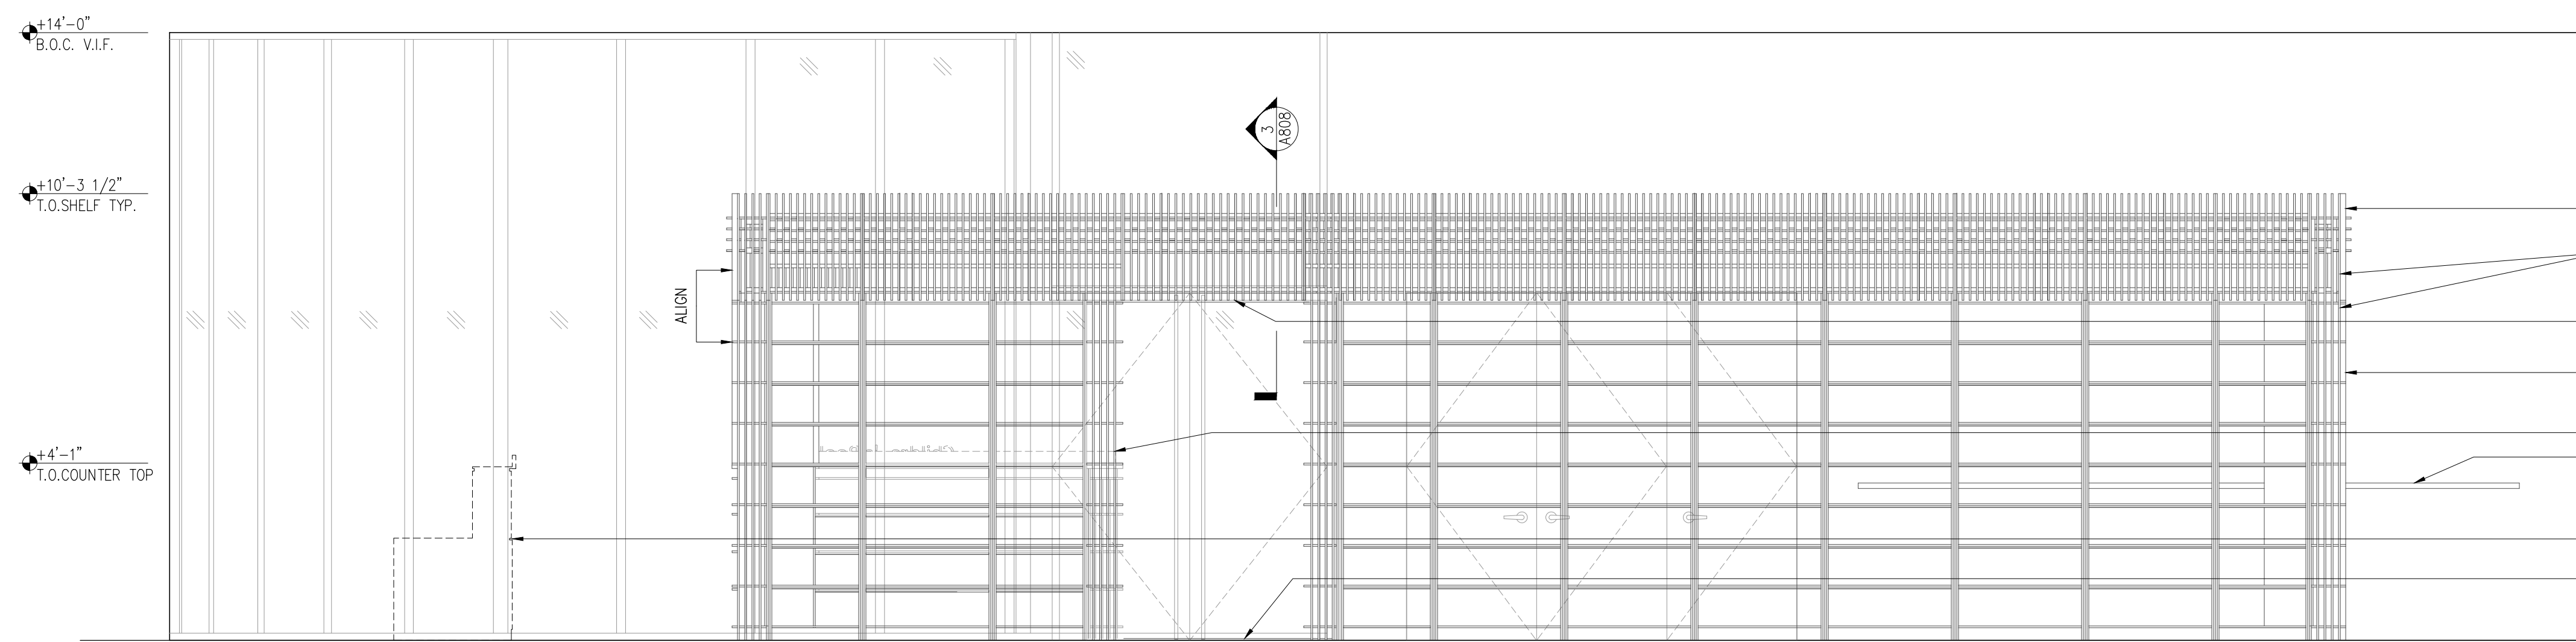 +14'-0"
B.O.C. V.I.F.
3
A808
+10'-3 1/2"
T.O.SHELF TYP.
ALIGN
+4'-1"
T.O.COUNTER TOP